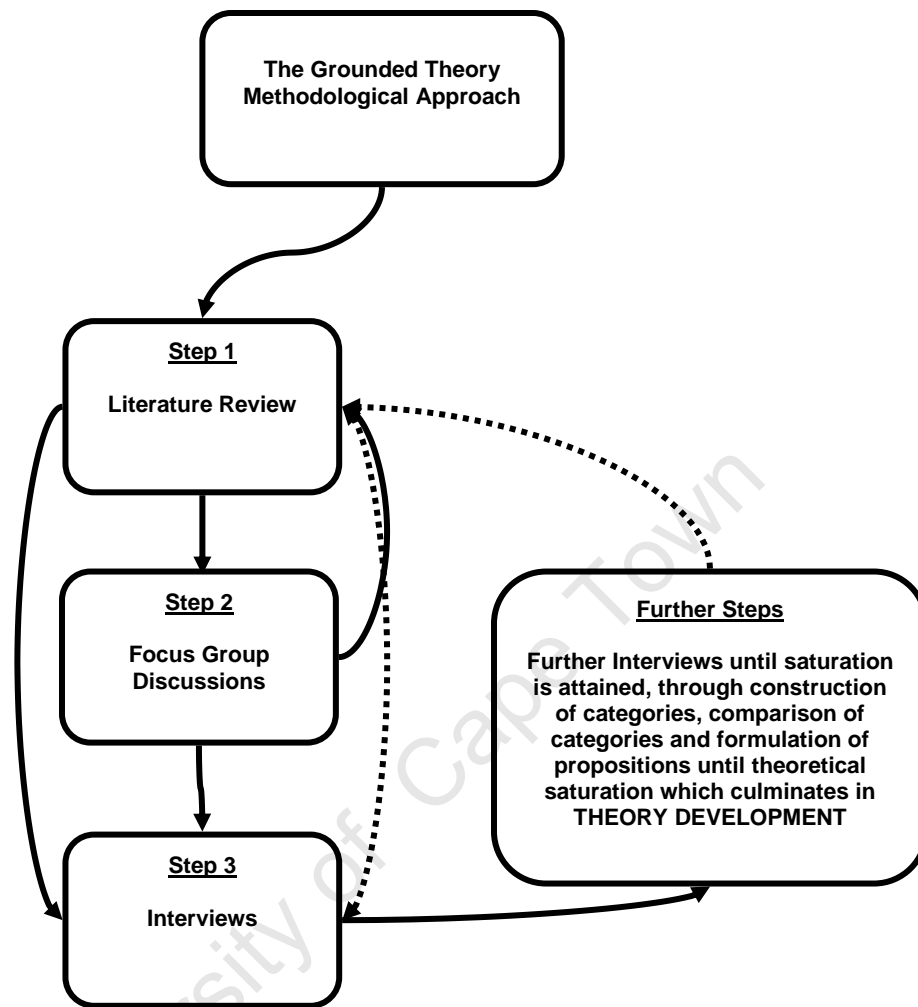 The Grounded Theory
Methodological Approach
Step 1
Literature Review
Step 2
Focus Group
Discussions
Step 3
Interviews
Further Steps
Further Interviews until saturation
is attained, through construction
of categories, comparison of
categories and formulation of
propositions until theoretical
saturation which culminates in
THEORY DEVELOPMENT
ersity of Cape Town